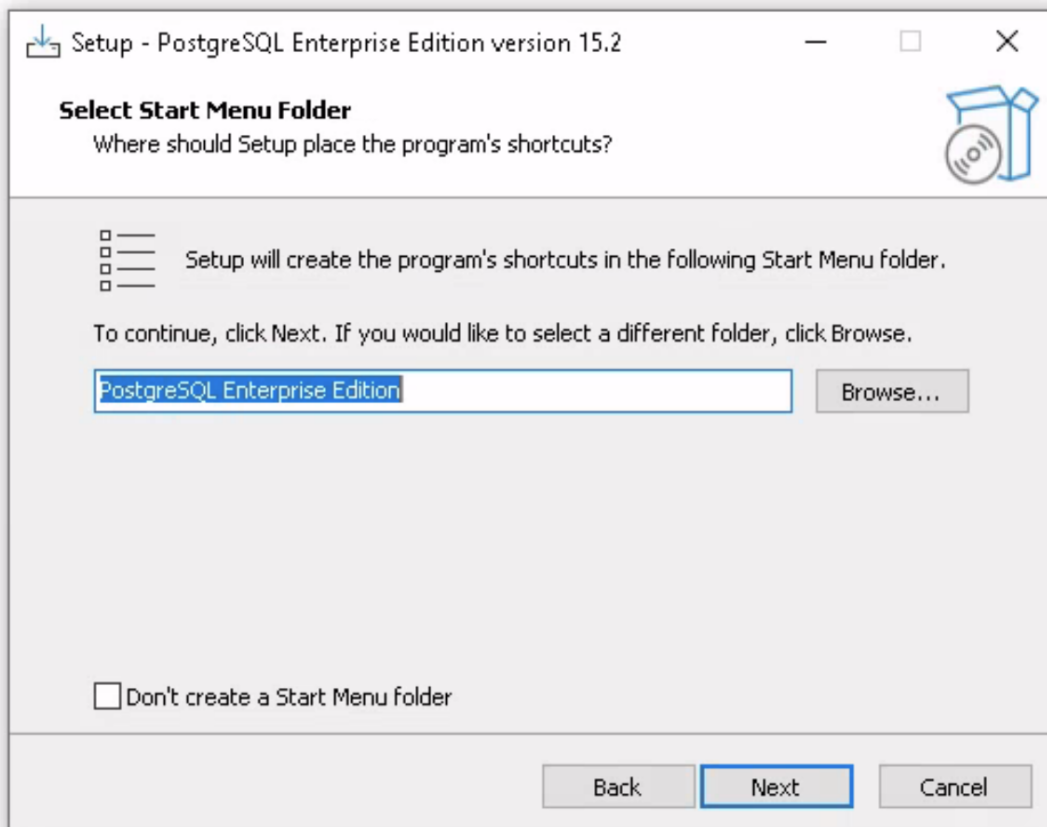 Setup - PostgreSQL Enterprise Edition version 15.2
Select Start Menu Folder
Where should Setup place the program's shortcuts?
Setup will create the program's shortcuts in the following Start Menu folder.
To continue, click Next. If you would like to select a different folder, click Browse.
PostgreSQL Enterprise Edition
Browse...
Don't create a Start Menu folder
Back
Next
Cancel